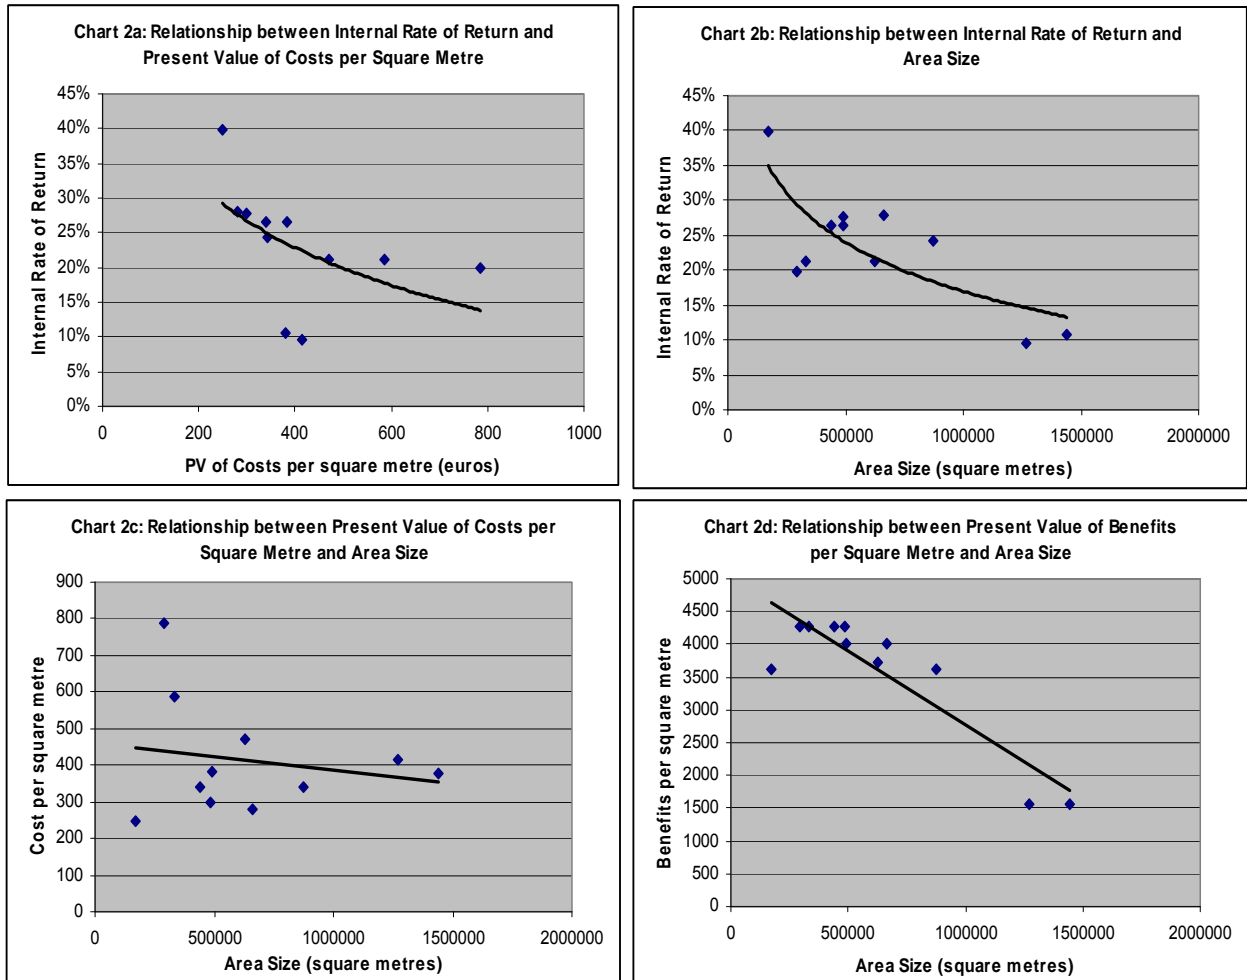 Chart 2a: Relationship between Internal Rate of Return and
Present Value of Costs per Square Metre
45%
40%
35%
30%
25%
20%
15%
10%
5%
0%
Internal Rate of Return
0 200 400 600 800 1000
PV of Costs per square metre (euros)
Chart 2b: Relationship between Internal Rate of Return and
Area Size
45%
40%
35%
30%
25%
20%
15%
10%
5%
0%
Internal Rate of Return
0 500000 1000000 1500000 2000000
Area Size (square metres)
Chart 2c: Relationship between Present Value of Costs per
Square Metre and Area Size
900
800
700
600
500
400
300
200
100
0
Cost per square metre
0 500000 1000000 1500000 2000000
Area Size (square metres)
Chart 2d: Relationship between Present Value of Benefits
per Square Metre and Area Size
5000
4500
4000
3500
3000
2500
2000
1500
1000
500
0
Benefits per square metre
0 500000 1000000 1500000 2000000
Area Size (square metres)